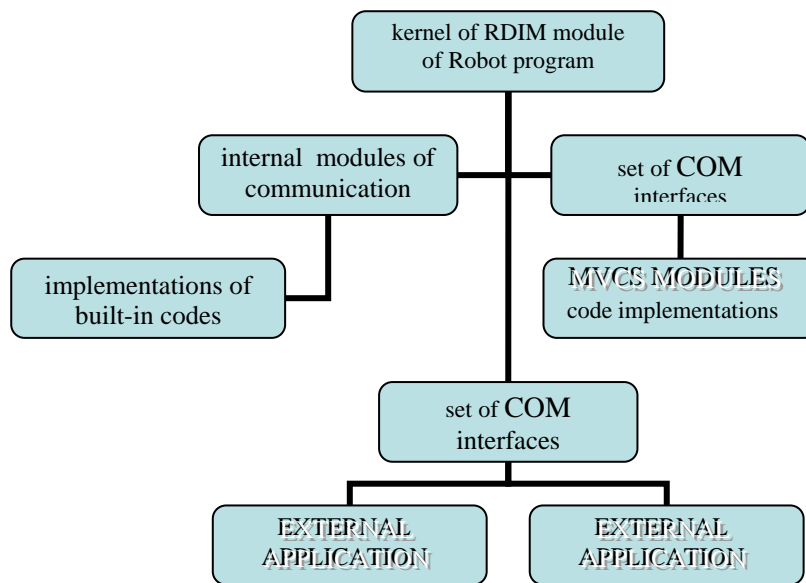 kernel of RDIM module
of Robot program
internal modules of
communication
set of COM
interfaces
implementations of
built-in codes
MVCS MODULES
code implementations
set of COM
interfaces
EXTERNAL
APPLICATION
EXTERNAL
APPLICATION